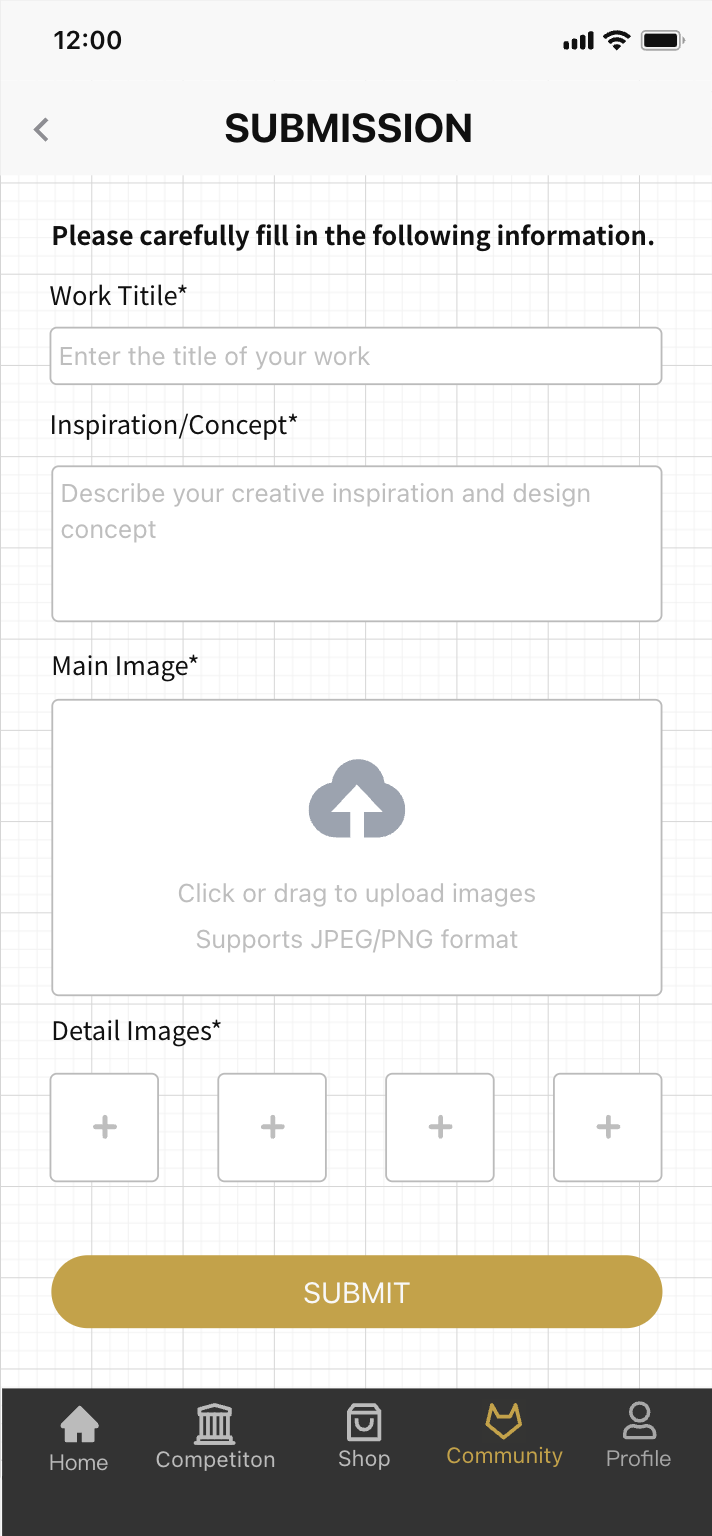 12:00
SUBMISSION
Please carefully fill in the following information.
Work Titile*
Enter the title of your work
Inspiration/Concept*
Describe your creative inspiration and design
concept
Main Image*
Click or drag to upload images
Supports JPEG/PNG format
Detail Images*
SUBMIT
Home
Competiton
Shop
Community
Profile